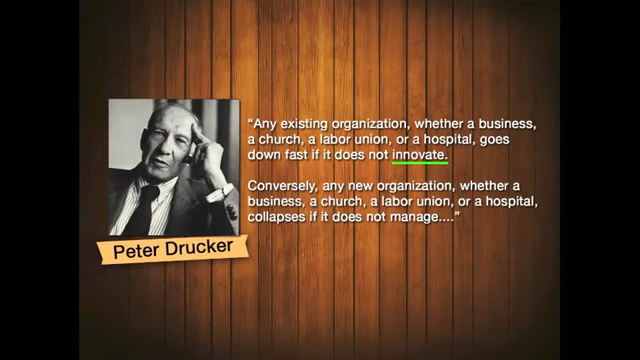 “Any existing organization, whether a business,
a church, a labor union, or a hospital, goes
down fast if it does not innovate.
Conversely, any new organization, whether a
business, a church, a labor union, or a hospital,
collapses if it does not manage....”
Peter Drucker